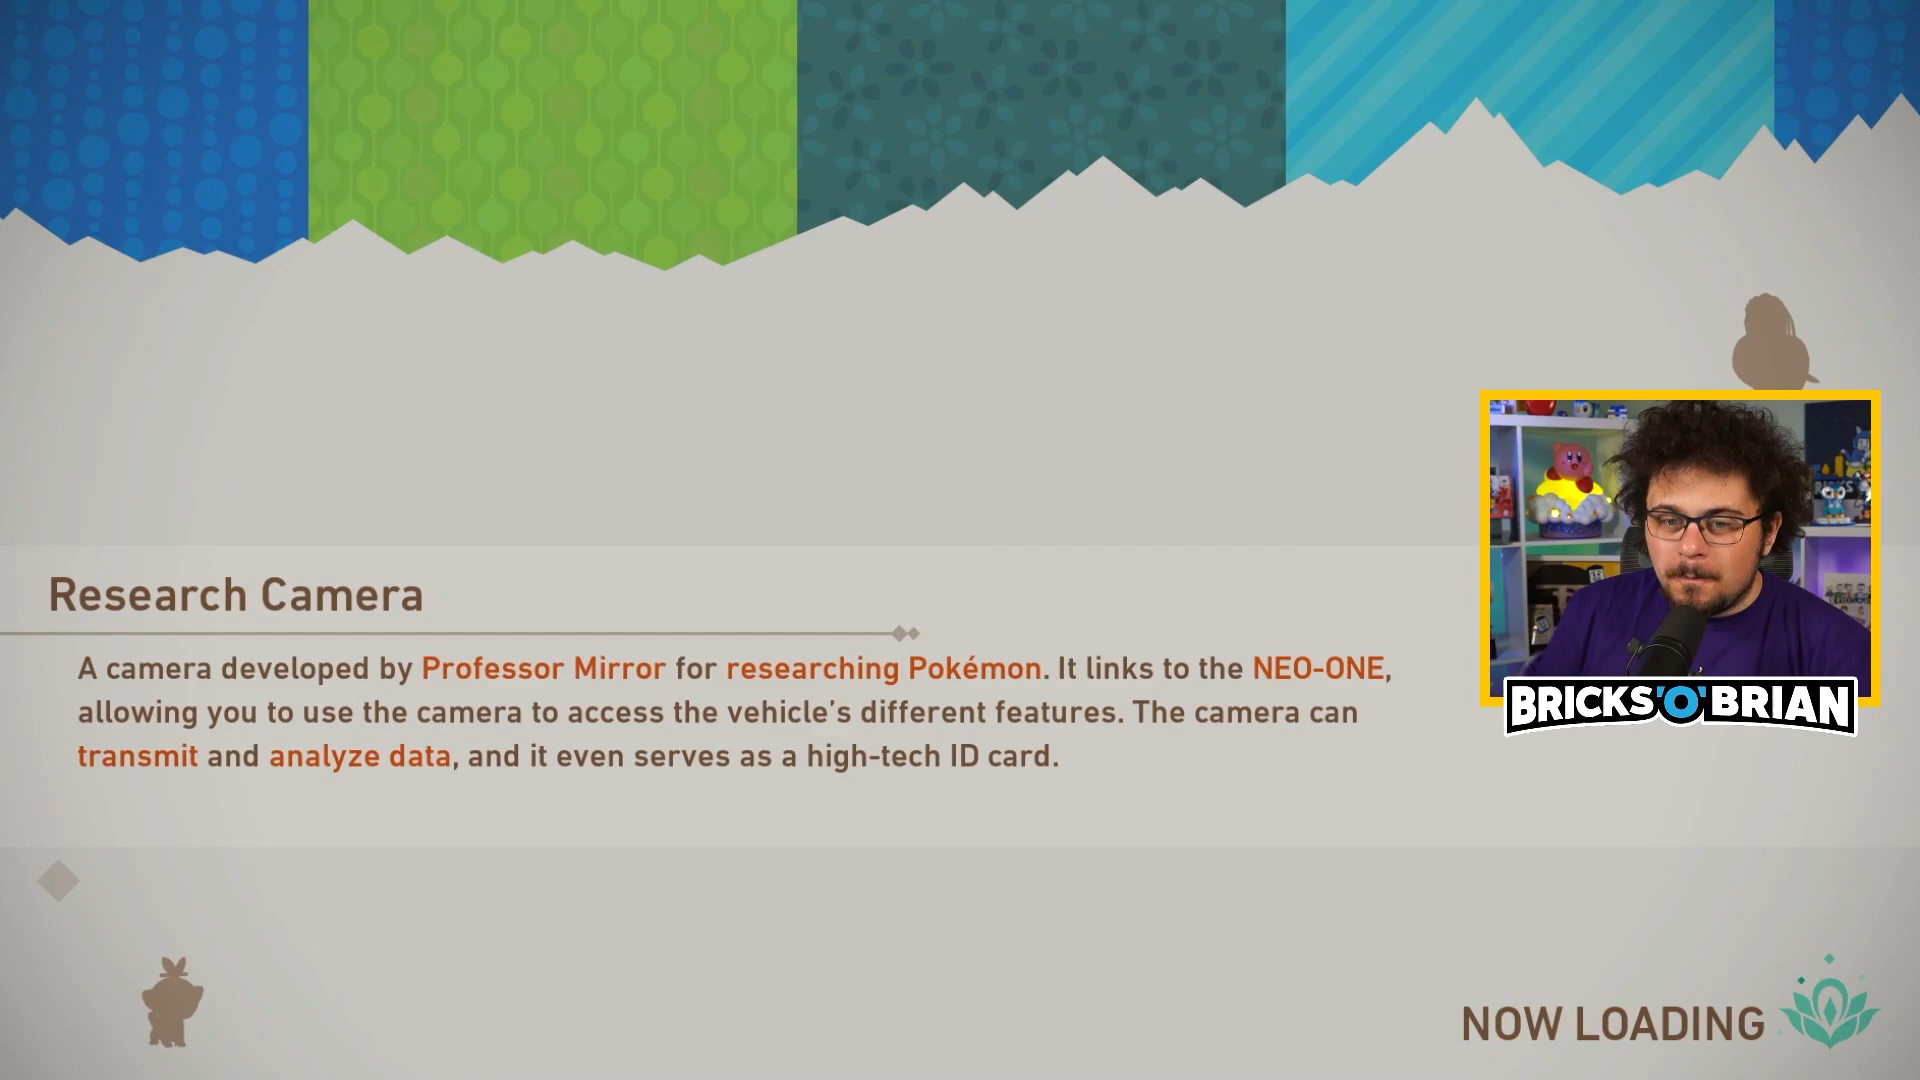 Research Camera
A camera developed by Professor Mirror for researching Pokémon. It links to the NEO-ONE,
allowing you to use the camera to access the vehicle's different features. The camera can
transmit and analyze data, and it even serves as a high-tech ID card.
BRICKS'O'BRIAN
NOW LOADING